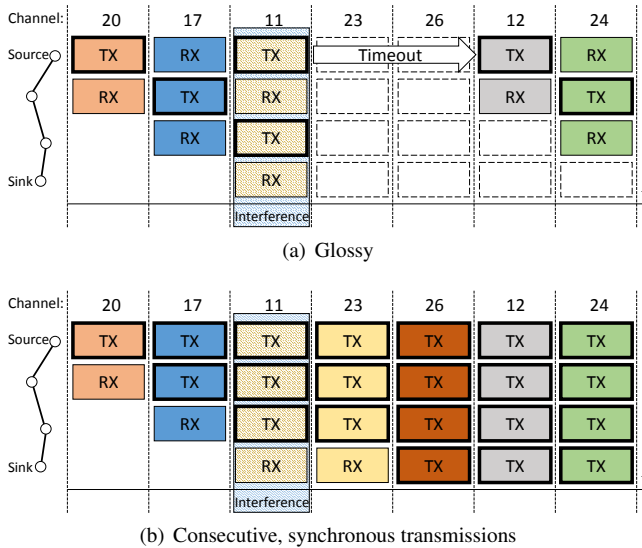 Channel: 20 17 11 23 26 12 24
Source TX RX TX Timeout TX RX
RX TX RX RX TX
RX TX RX
Sink RX
Interference
(a) Glossy
Channel: 20 17 11 23 26 12 24
Source TX TX TX TX TX TX TX
RX TX TX TX TX TX TX
RX TX TX TX TX TX
Sink RX RX TX TX TX
Interference
(b) Consecutive, synchronous transmissions